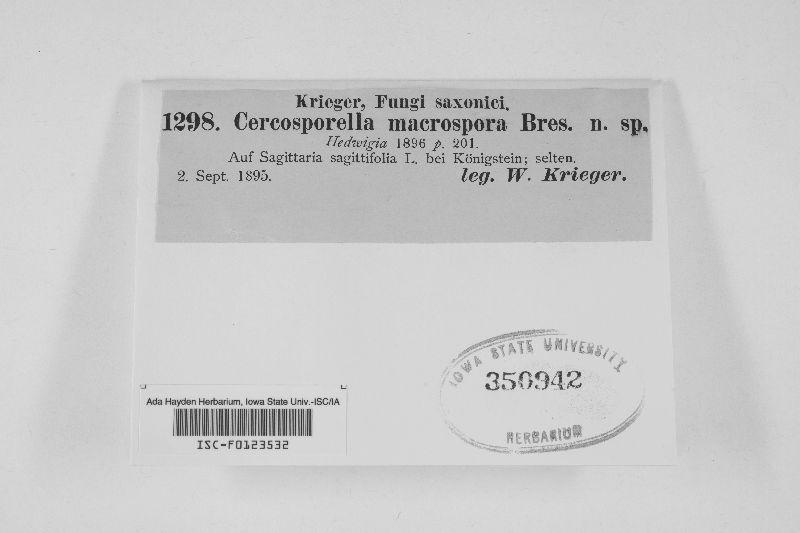 Krieger, Fungi saxonici.
1298. Cercosporella macrospora Bres. n. sp.
Hedwigia 1896 p. 201.
Auf Sagittaria sagittifolia L. bei Königstein; selten.
2. Sept. 1895. leg. W. Krieger.
IOWA STATE UNIVERSITY
350942
HERBARIUM
Ada Hayden Herbarium, Iowa State Univ.-ISC/IA
ISC-F0123532